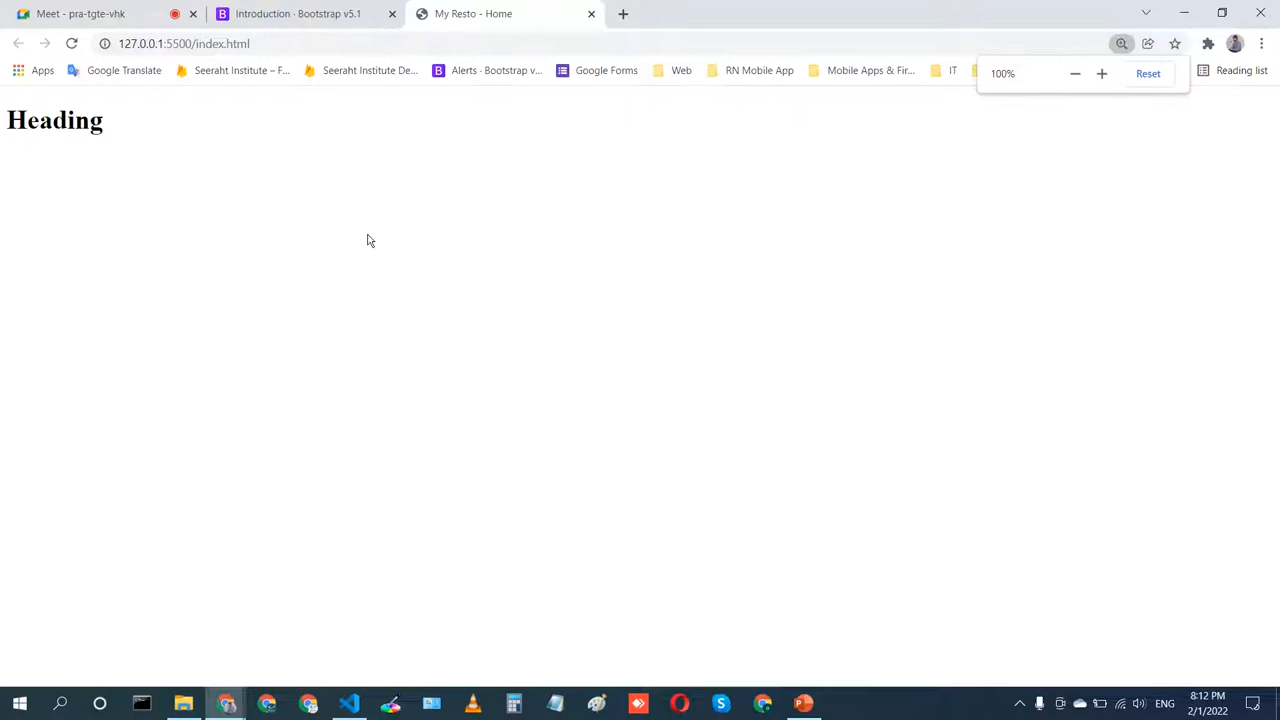 Meet - pra-tgte-vhk
Introduction · Bootstrap v5.1
My Resto - Home
127.0.0.1:5500/index.html
Apps
Google Translate
Seeraht Institute – F...
Seeraht Institute De...
Alerts · Bootstrap v...
Google Forms
Web
RN Mobile App
Mobile Apps & Fir...
IT
Reading list
100%
Reset
Heading
ENG
8:12 PM
2/1/2022